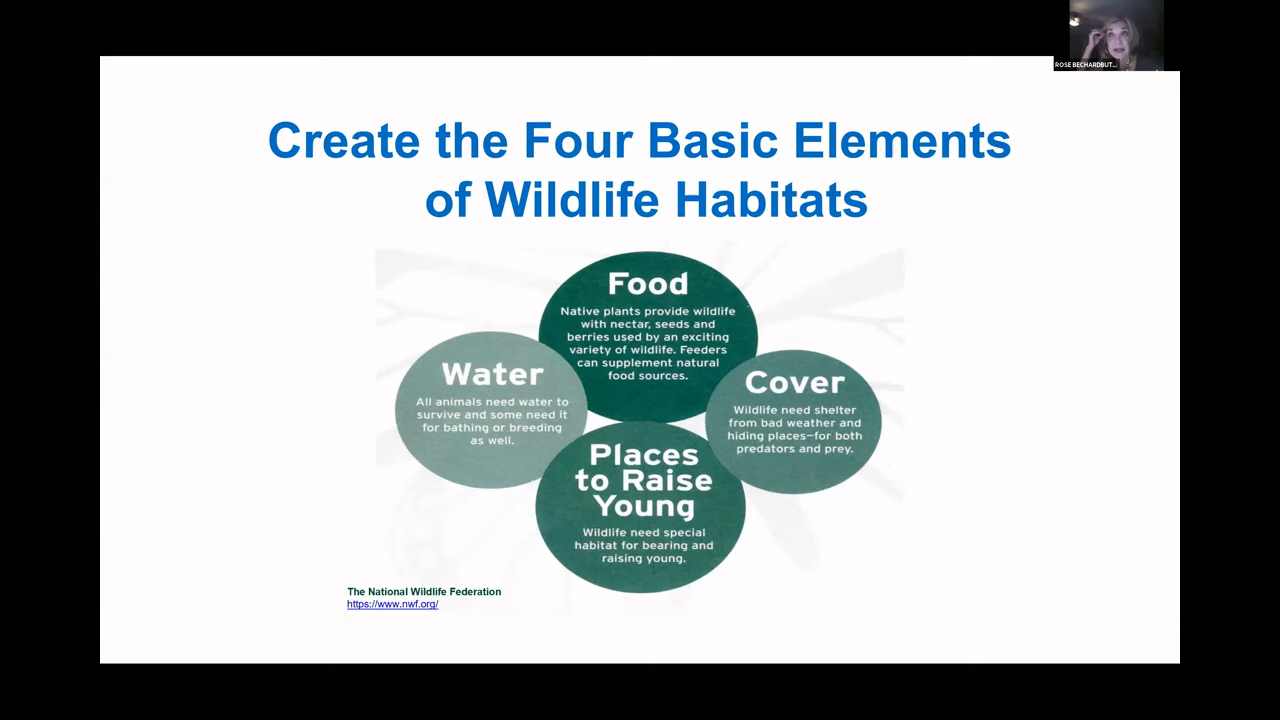 ROSE BECHARDBUT...
Create the Four Basic Elements
of Wildlife Habitats
Food
Native plants provide wildlife
with nectar, seeds and
berries used by an exciting
variety of wildlife. Feeders
can supplement natural
food sources.
Water
All animals need water to
survive and some need it
for bathing or breeding
as well.
Cover
Wildlife need shelter
from bad weather and
hiding places—for both
predators and prey.
Places
to Raise
Young
Wildlife need special
habitat for bearing and
raising young.
The National Wildlife Federation
https://www.nwf.org/